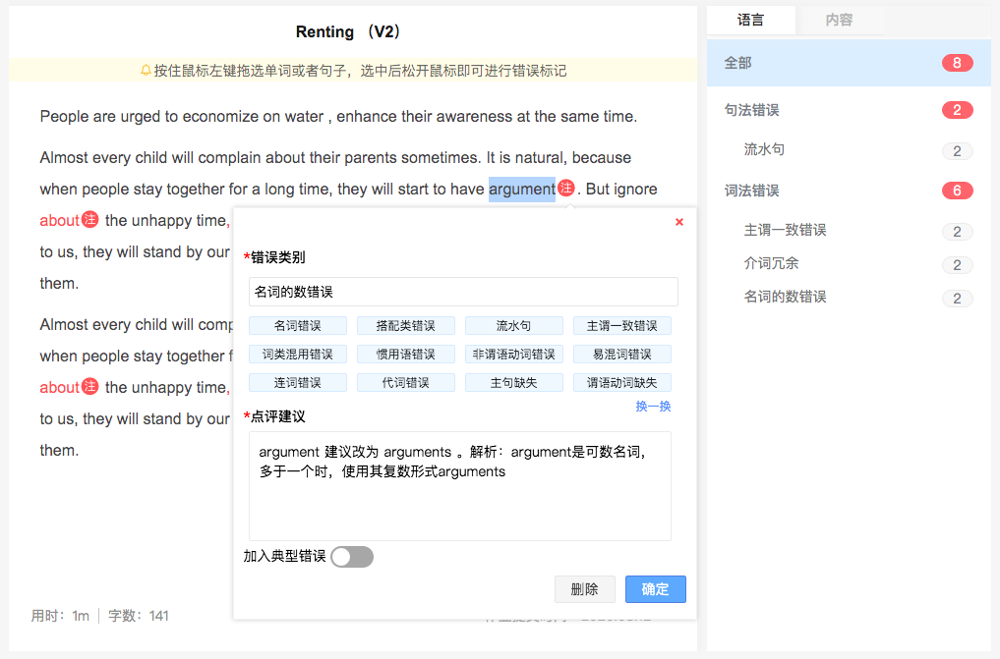 Renting （V2）
按住鼠标左键拖选单词或者句子，选中后松开鼠标即可进行错误标记
People are urged to economize on water , enhance their awareness at the same time.
Almost every child will complain about their parents sometimes. It is natural, because
when people stay together for a long time, they will start to have argument 注 . But ignore
about 注 the unhappy time,
to us, they will stand by our
them.
Almost every child will comp
when people stay together f
about 注 the unhappy time,
to us, they will stand by our
them.
用时：1m | 字数：141
*错误类别
名词的数错误
名词错误 搭配类错误 流水句 主谓一致错误
词类混用错误 惯用语错误 非谓语动词错误 易混词错误
连词错误 代词错误 主句缺失 谓语动词缺失
换一换
*点评建议
argument 建议改为 arguments 。解析：argument是可数名词，
多于一个时，使用其复数形式arguments
加入典型错误
删除 确定
语言 内容
全部 8
句法错误 2
流水句 2
词法错误 6
主谓一致错误 2
介词冗余 2
名词的数错误 2